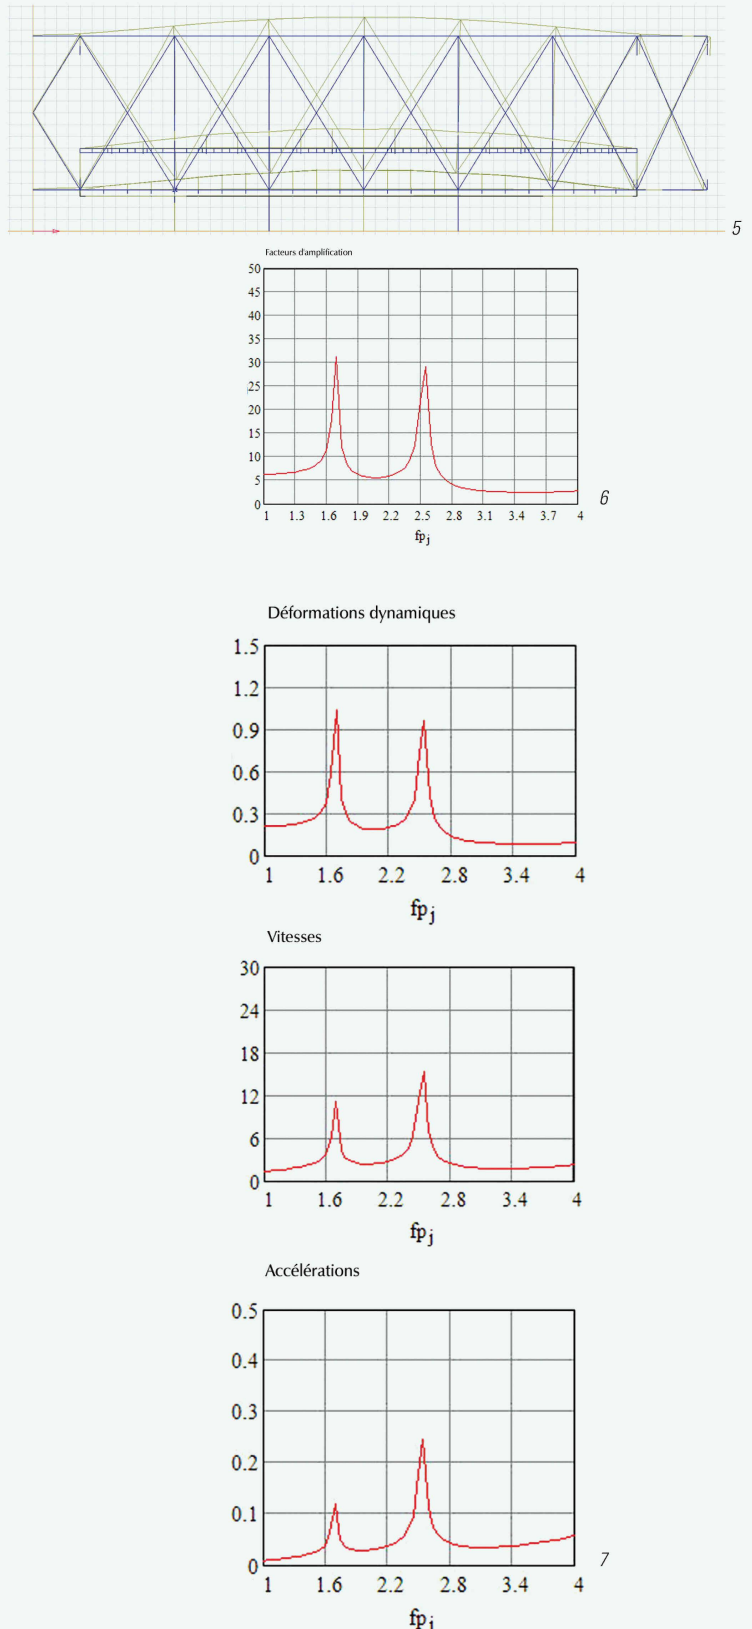 5
Facteurs d'amplification
50
45
40
35
30
25
20
15
10
5
0
1 1.3 1.6 1.9 2.2 2.5 2.8 3.1 3.4 3.7 4
fpj
6
Déformations dynamiques
1.5
1.2
0.9
0.6
0.3
0
1 1.6 2.2 2.8 3.4 4
fpj
Vitesses
30
24
18
12
6
0
1 1.6 2.2 2.8 3.4 4
fpj
Accélérations
0.5
0.4
0.3
0.2
0.1
0
1 1.6 2.2 2.8 3.4 4
fpj
7